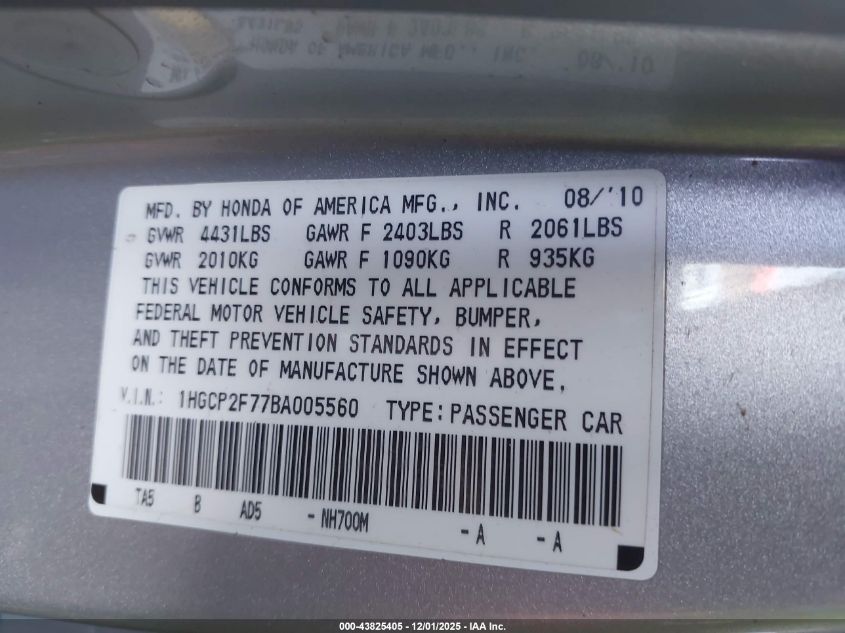 MFD. BY HONDA OF AMERICA MFG., INC. 08/'10
GVWR 4431LBS GAWR F 2403LBS R 2061LBS
GVWR 2010KG GAWR F 1090KG R 935KG
THIS VEHICLE CONFORMS TO ALL APPLICABLE
FEDERAL MOTOR VEHICLE SAFETY, BUMPER,
AND THEFT PREVENTION STANDARDS IN EFFECT
ON THE DATE OF MANUFACTURE SHOWN ABOVE.
V.I.N.: 1HGCP2F77BA005560 TYPE:PASSENGER CAR
TA5 B AD5 - NH700M - A - A
000-43825405 - 12/01/2025 - IAA Inc.